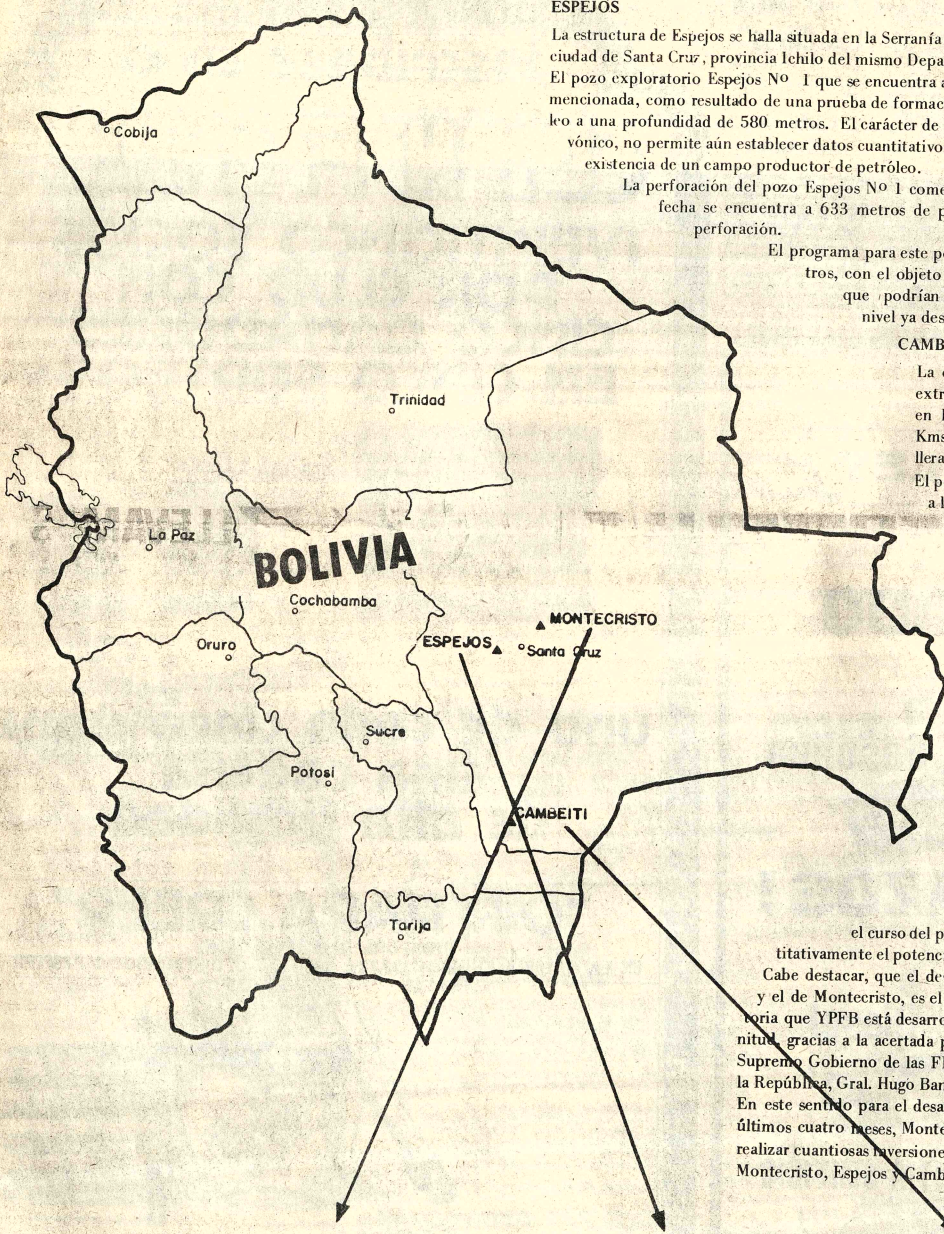 ESPEJOS
La estructura de Espejos se halla situada en la Serranía
ciudad de Santa Cruz, provincia Ichilo del mismo Depa
El pozo exploratorio Espejos Nº 1 que se encuentra a
mencionada, como resultado de una prueba de formac
leo a una profundidad de 580 metros. El carácter de
vónico, no permite aún establecer datos cuantitativo
existencia de un campo productor de petróleo.
La perforación del pozo Espejos Nº 1 come
fecha se encuentra a 633 metros de p
perforación.
El programa para este po
tros, con el objeto
que podrían
nivel ya des
CAMB
La e
extr
en l
Kms
llera
El p
a l
Cobija
Trinidad
La Paz
BOLIVIA
Cochabamba
MONTECRISTO
ESPEJOS
Santa Cruz
Oruro
Sucre
Potosi
CAMBEITI
Tarija
el curso del p
titativamente el potenc
Cabe destacar, que el de
y el de Montecristo, es el
toria que YPFB está desarro
nitud, gracias a la acertada p
Supremo Gobierno de las F
la República, Gral. Hugo Ban
En este sentido para el desa
últimos cuatro meses, Monte
realizar cuantiosas inversione
Montecristo, Espejos y Camb